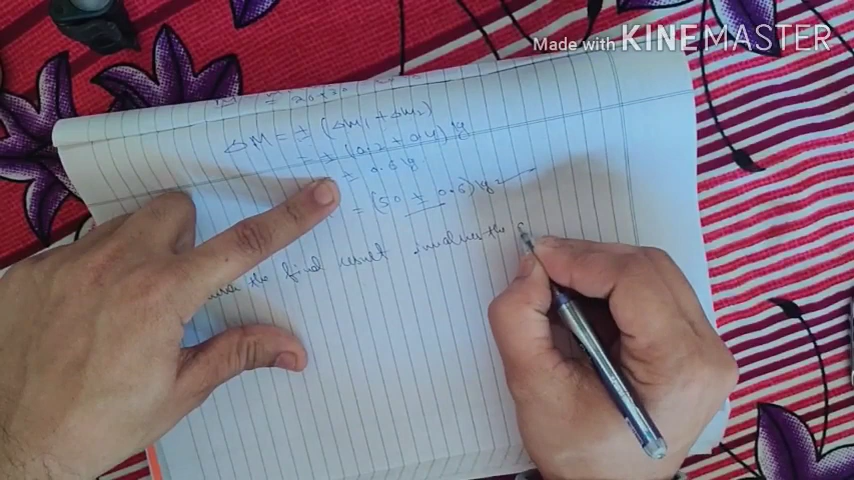 Made with KINEMASTER
ΔM = ± (Δm1 + Δm2)
= ± (0.2 + 0.4) g
± 0.6 g
= (50 ± 0.6) g
the final result involves the